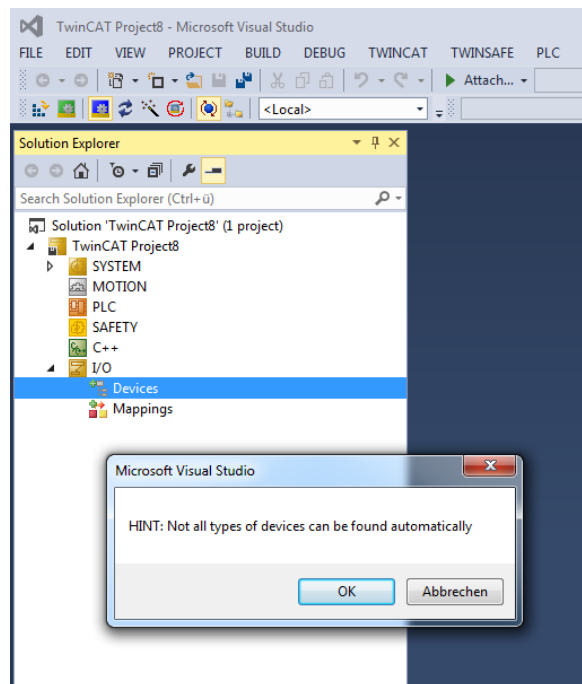 TwinCAT Project8 - Microsoft Visual Studio
FILE EDIT VIEW PROJECT BUILD DEBUG TWINCAT TWINSAFE PLC
Attach...
<Local>
Solution Explorer
Search Solution Explorer (Ctrl+ü)
Solution 'TwinCAT Project8' (1 project)
TwinCAT Project8
SYSTEM
MOTION
PLC
SAFETY
C++
I/O
Devices
Mappings
Microsoft Visual Studio
HINT: Not all types of devices can be found automatically
OK Abbrechen